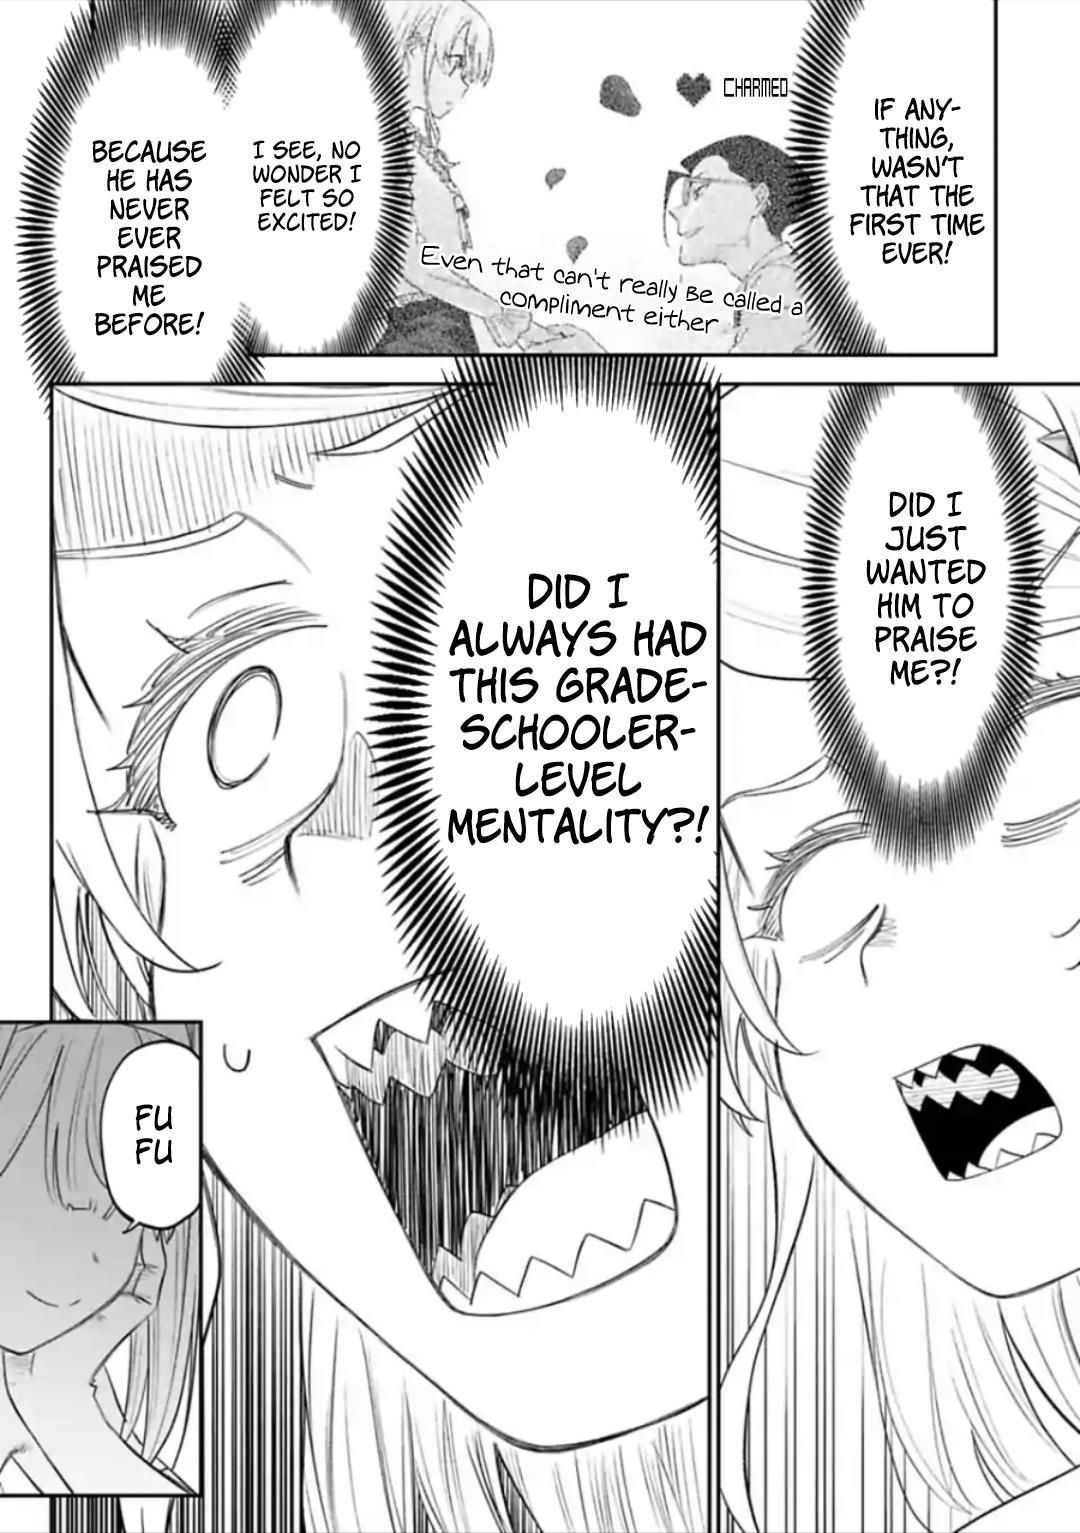 IF ANY-
THING,
WASN'T
THAT THE
FIRST TIME
EVER!
CHARMED
Even that can't really be called a
compliment either
I SEE, NO
WONDER I
FELT SO
EXCITED!
BECAUSE
HE HAS
NEVER
EVER
PRAISED
ME
BEFORE!
DID I
JUST
WANTED
HIM TO
PRAISE
ME?!
DID I
ALWAYS HAD
THIS GRADE-
SCHOOLER-
LEVEL
MENTALITY?!
FU
FU